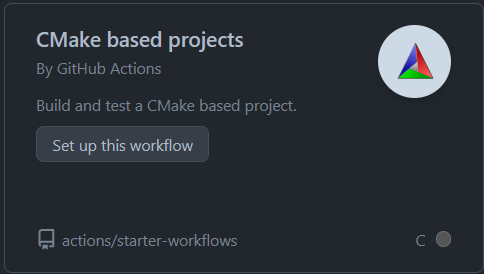 CMake based projects
By GitHub Actions
Build and test a CMake based project.
Set up this workflow
actions/starter-workflows
C